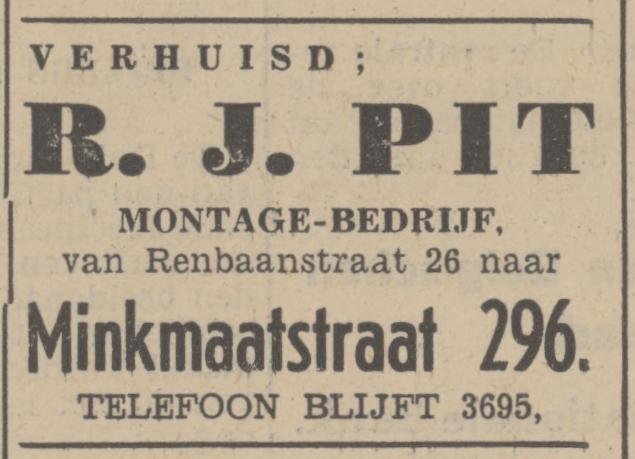 VERHUISD;
R. J. PIT
MONTAGE-BEDRIJF,
van Renbaanstraat 26 naar
Minkmaatstraat 296.
TELEFOON BLIJFT 3695,